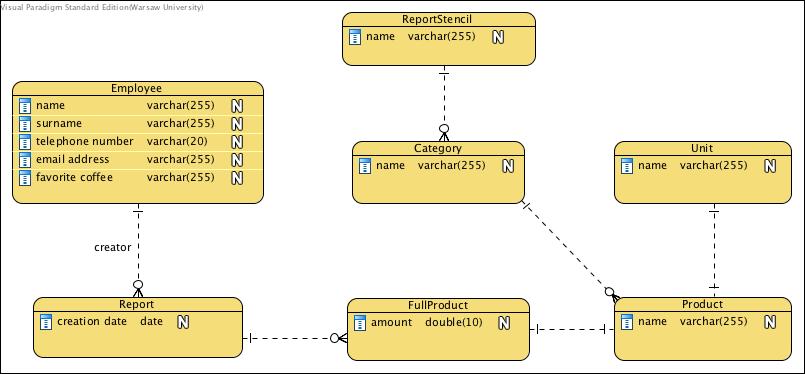 Visual Paradigm Standard Edition(Warsaw University)
ReportStencil
name varchar(255) N
Employee
name varchar(255) N
surname varchar(255) N
telephone number varchar(20) N
email address varchar(255) N
favorite coffee varchar(255) N
Category
name varchar(255) N
Unit
name varchar(255) N
creator
Report
creation date date N
FullProduct
amount double(10) N
Product
name varchar(255) N